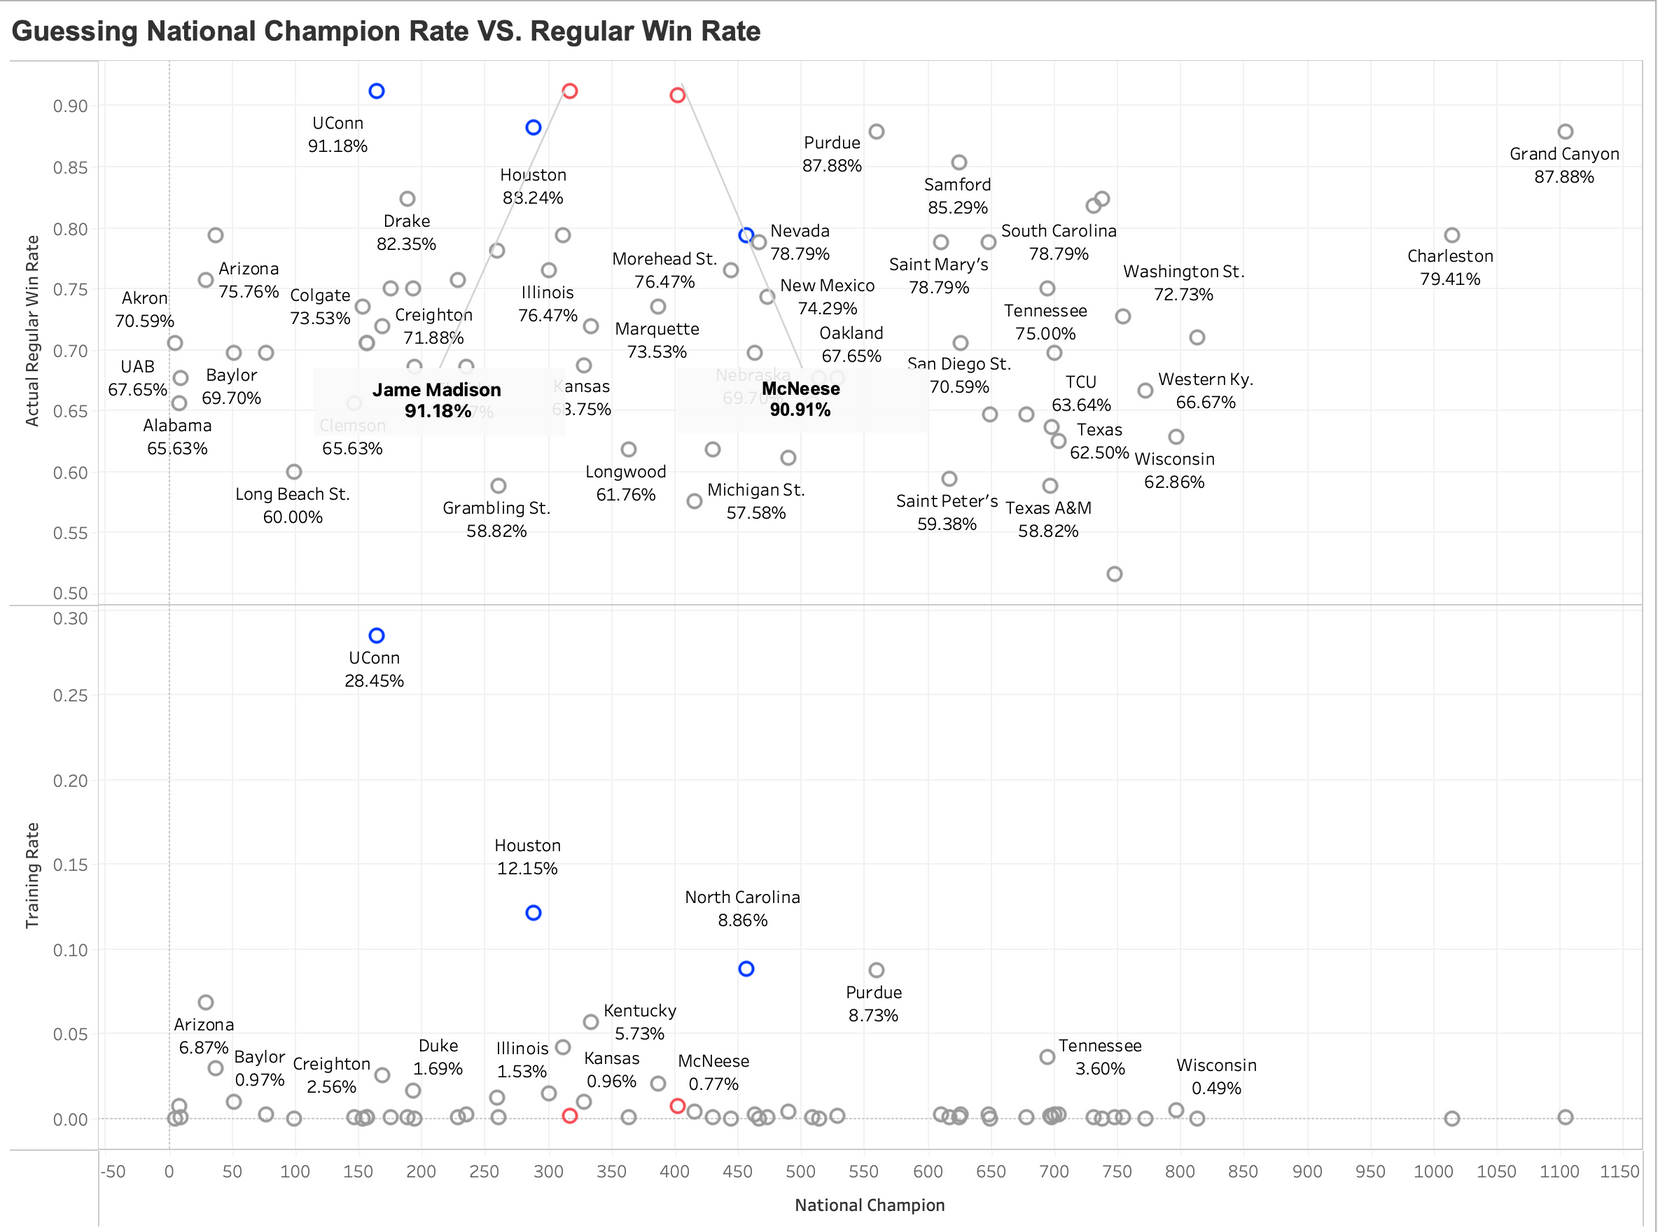 Guessing National Champion Rate VS. Regular Win Rate
Actual Regular Win Rate
0.90
0.85
0.80
0.75
0.70
0.65
0.60
0.55
0.50
UConn
91.18%
Houston
88.24%
Purdue
87.88%
Grand Canyon
87.88%
Samford
85.29%
Drake
82.35%
Nevada
78.79%
South Carolina
78.79%
Charleston
79.41%
Morehead St.
76.47%
Saint Mary's
78.79%
Washington St.
72.73%
Arizona
75.76%
Akron
70.59%
Colgate
73.53%
Creighton
71.88%
Illinois
76.47%
New Mexico
74.29%
Marquette
73.53%
Oakland
67.65%
Tennessee
75.00%
UAB
67.65%
Baylor
69.70%
Jame Madison
91.18%
Kansas
68.75%
Nebraska
McNeese
90.91%
San Diego St.
70.59%
TCU
63.64%
Western Ky.
66.67%
Alabama
65.63%
Clemson
65.63%
Texas
62.50%
Wisconsin
62.86%
Long Beach St.
60.00%
Grambling St.
58.82%
Longwood
61.76%
Michigan St.
57.58%
Saint Peter's
59.38%
Texas A&M
58.82%
Training Rate
0.30
0.25
0.20
0.15
0.10
0.05
0.00
UConn
28.45%
Houston
12.15%
North Carolina
8.86%
Purdue
8.73%
Arizona
6.87%
Baylor
0.97%
Creighton
2.56%
Duke
1.69%
Illinois
1.53%
Kentucky
5.73%
Kansas
0.96%
McNeese
0.77%
Tennessee
3.60%
Wisconsin
0.49%
-50 0 50 100 150 200 250 300 350 400 450 500 550 600 650 700 750 800 850 900 950 1000 1050 1100 1150
National Champion